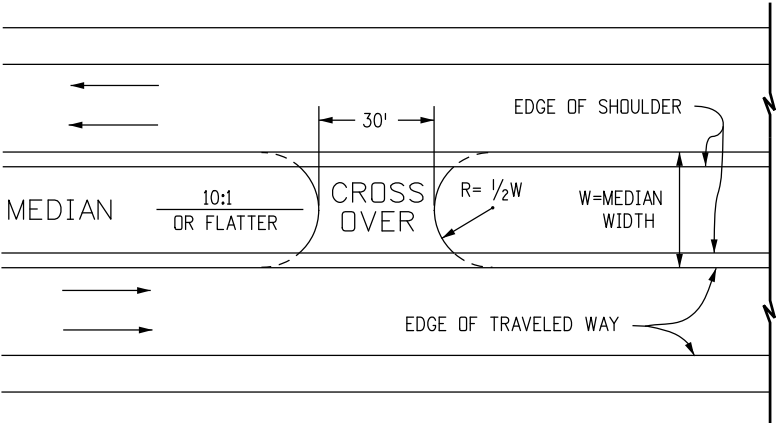 EDGE OF SHOULDER
30'
MEDIAN
10:1
OR FLATTER
CROSS
OVER
R= 1/2W
W=MEDIAN
WIDTH
EDGE OF TRAVELED WAY